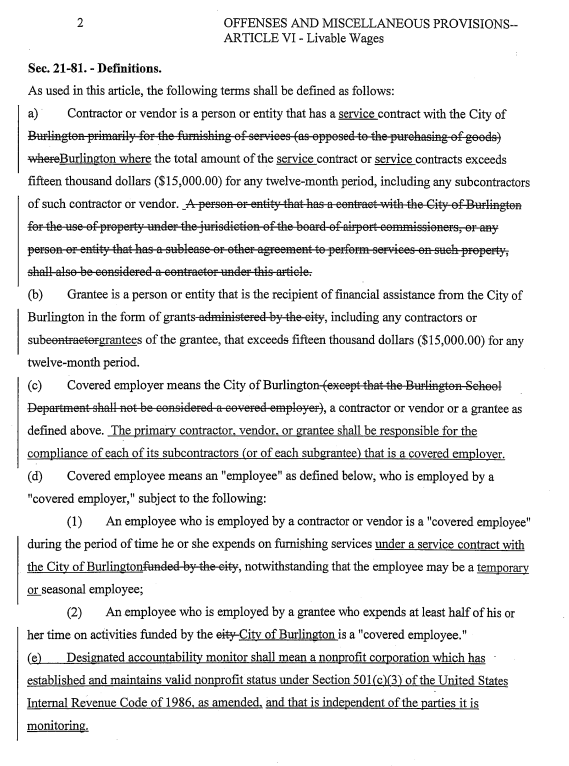 2
OFFENSES AND MISCELLANEOUS PROVISIONS--
ARTICLE VI - Livable Wages
Sec. 21-81. - Definitions.
As used in this article, the following terms shall be defined as follows:
a) Contractor or vendor is a person or entity that has a service contract with the City of
Burlington primarily for the furnishing of services (as opposed to the purchasing of goods)
whereBurlington where the total amount of the service contract or service contracts exceeds
fifteen thousand dollars ($15,000.00) for any twelve-month period, including any subcontractors
of such contractor or vendor. A person or entity that has a contract with the City of Burlington
for the use of property under the jurisdiction of the board of airport commissioners, or any
person or entity that has a sublease or other agreement to perform services on such property,
shall also be considered a contractor under this article.
(b) Grantee is a person or entity that is the recipient of financial assistance from the City of
Burlington in the form of grants administered by the city, including any contractors or
subcontractorgrantees of the grantee, that exceeds fifteen thousand dollars ($15,000.00) for any
twelve-month period.
(c) Covered employer means the City of Burlington (except that the Burlington School
Department shall not be considered a covered employer), a contractor or vendor or a grantee as
defined above. The primary contractor, vendor, or grantee shall be responsible for the
compliance of each of its subcontractors (or of each subgrantee) that is a covered employer.
(d) Covered employee means an "employee" as defined below, who is employed by a
"covered employer," subject to the following:
(1) An employee who is employed by a contractor or vendor is a "covered employee"
during the period of time he or she expends on furnishing services under a service contract with
the City of Burlingtonfunded by the city, notwithstanding that the employee may be a temporary
or seasonal employee;
(2) An employee who is employed by a grantee who expends at least half of his or
her time on activities funded by the city City of Burlington is a "covered employee."
(e) Designated accountability monitor shall mean a nonprofit corporation which has
established and maintains valid nonprofit status under Section 501(c)(3) of the United States
Internal Revenue Code of 1986, as amended, and that is independent of the parties it is
monitoring.